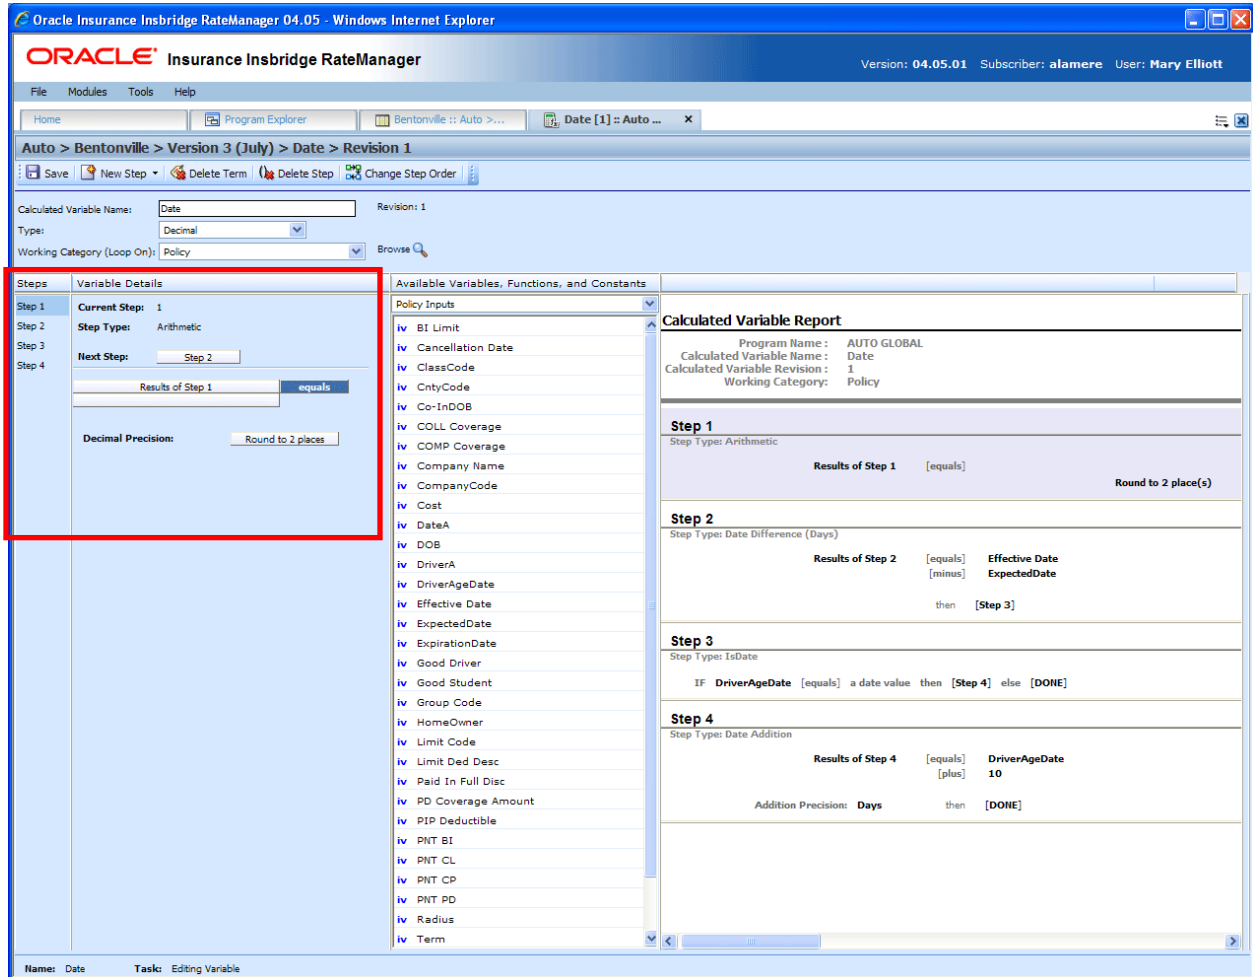 Oracle Insurance Insbridge RateManager 04.05 - Windows Internet Explorer
ORACLE Insurance Insbridge RateManager
Version: 04.05.01 Subscriber: alamere User: Mary Elliott
File Modules Tools Help
Home Program Explorer Bentonville :: Auto >... Date [1] :: Auto ... x
Auto > Bentonville > Version 3 (July) > Date > Revision 1
Save New Step Delete Term Delete Step Change Step Order
Calculated Variable Name: Date Revision: 1
Type: Decimal
Working Category (Loop On): Policy Browse
Steps
Step 1
Step 2
Step 3
Step 4
Variable Details
Current Step: 1
Step Type: Arithmetic
Next Step: Step 2
Results of Step 1 equals
Decimal Precision: Round to 2 places
Available Variables, Functions, and Constants
Policy Inputs
iv BI Limit
iv Cancellation Date
iv ClassCode
iv CntyCode
iv Co-InDOB
iv COLL Coverage
iv COMP Coverage
iv Company Name
iv CompanyCode
iv Cost
iv DateA
iv DOB
iv DriverA
iv DriverAgeDate
iv Effective Date
iv ExpectedDate
iv ExpirationDate
iv Good Driver
iv Good Student
iv Group Code
iv HomeOwner
iv Limit Code
iv Limit Ded Desc
iv Paid In Full Disc
iv PD Coverage Amount
iv PIP Deductible
iv PNT BI
iv PNT CL
iv PNT CP
iv PNT PD
iv Radius
iv Term
Calculated Variable Report
Program Name : AUTO GLOBAL
Calculated Variable Name : Date
Calculated Variable Revision : 1
Working Category: Policy
Step 1
Step Type: Arithmetic
Results of Step 1 [equals]
Round to 2 place(s)
Step 2
Step Type: Date Difference (Days)
Results of Step 2 [equals] Effective Date
[minus] ExpectedDate
then [Step 3]
Step 3
Step Type: IsDate
IF DriverAgeDate [equals] a date value then [Step 4] else [DONE]
Step 4
Step Type: Date Addition
Results of Step 4 [equals] DriverAgeDate
[plus] 10
Addition Precision: Days then [DONE]
Name: Date Task: Editing Variable